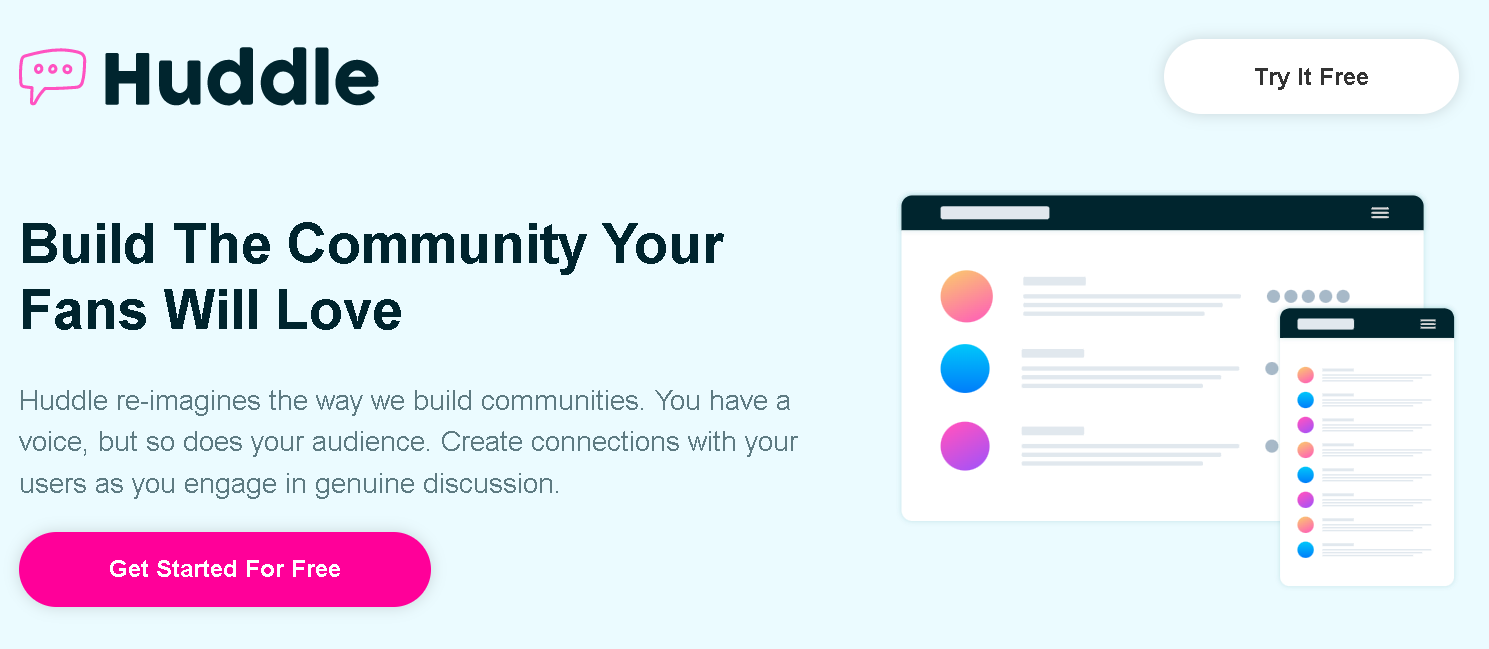 Huddle
Try It Free
Build The Community Your
Fans Will Love
Huddle re-imagines the way we build communities. You have a
voice, but so does your audience. Create connections with your
users as you engage in genuine discussion.
Get Started For Free